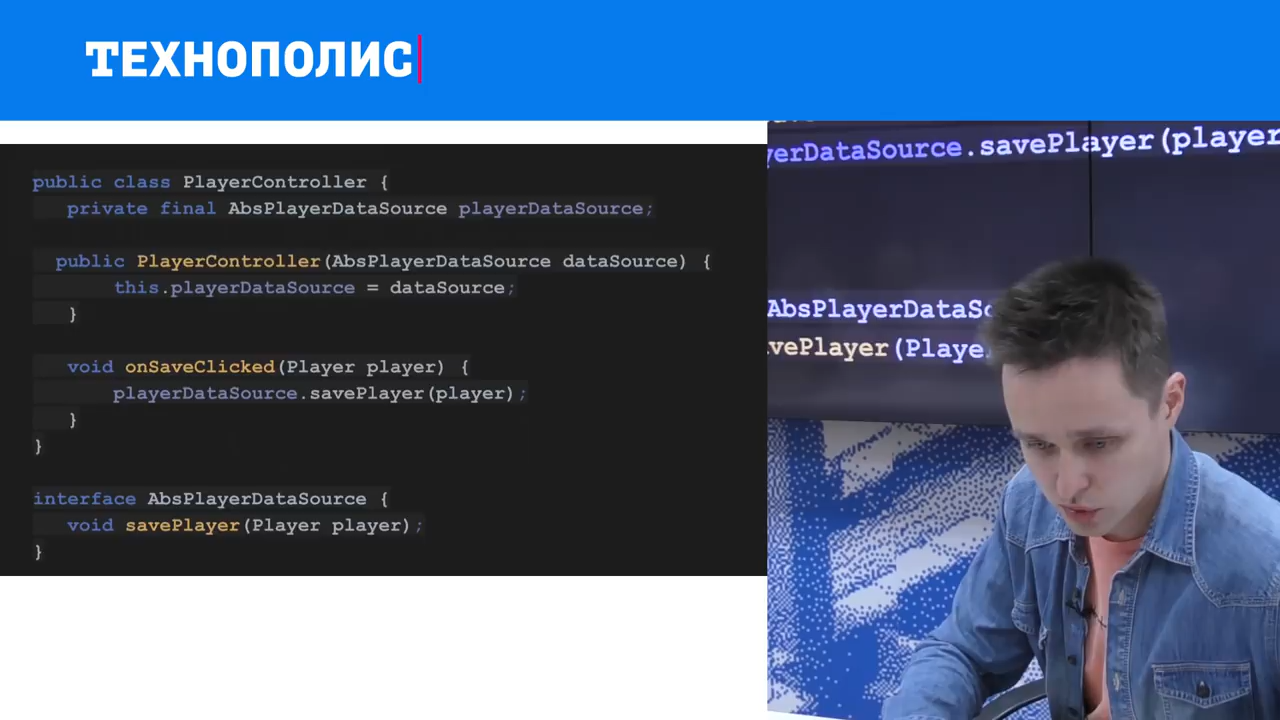 ТЕХНОПОЛИС
public class PlayerController {
private final AbsPlayerDataSource playerDataSource;
public PlayerController(AbsPlayerDataSource dataSource) {
this.playerDataSource = dataSource;
}
void onSaveClicked(Player player) {
playerDataSource.savePlayer(player);
}
}
interface AbsPlayerDataSource {
void savePlayer(Player player);
}
yerDataSource.savePlayer(player
AbsPlayerDataSo
vePlayer(Playe